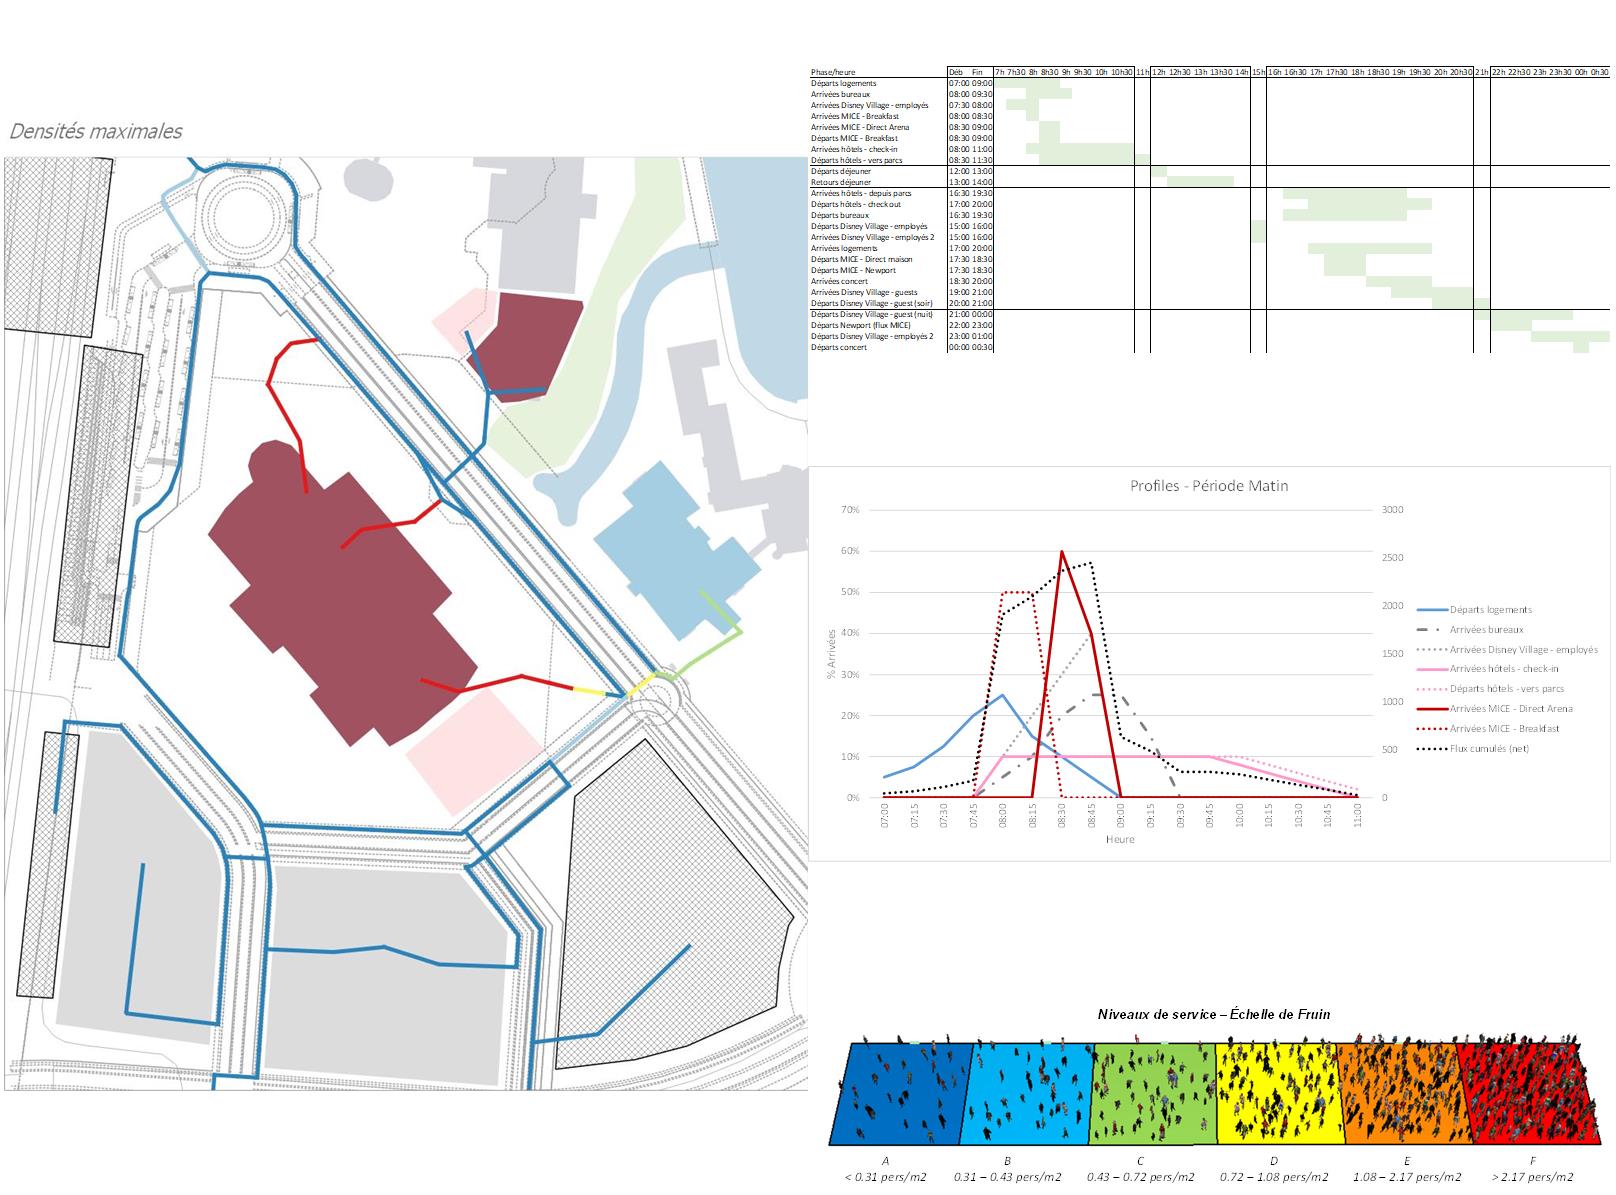 Densités maximales
Phase/heure Déb Fin 7h 7h30 8h 8h30 9h 9h30 10h 10h30 11h 12h 12h30 13h 13h30 14h 15h 16h 16h30 17h 17h30 18h 18h30 19h 19h30 20h 20h30 21h 22h 22h30 23h 23h30 00h 0h30
Départs logements 07:00 09:00
Arrivées bureaux 08:00 09:30
Arrivées Disney Village - employés 07:30 08:00
Arrivées MICE - Breakfast 08:00 08:30
Arrivées MICE - Direct Arena 08:30 09:00
Départs MICE - Breakfast 08:30 09:00
Arrivées hôtels - check-in 08:00 11:00
Départs hôtels - vers parcs 08:30 11:30
Départs déjeuner 12:00 13:00
Retours déjeuner 13:00 14:00
Arrivées hôtels - depuis parcs 16:30 19:30
Départs hôtels - check out 17:00 20:00
Départs bureaux 16:30 19:30
Départs Disney Village - employés 15:00 16:00
Arrivées Disney Village - employés 2 15:00 16:00
Arrivées logements 17:00 20:00
Départs MICE - Direct maison 17:30 18:30
Départs MICE - Newport 17:30 18:30
Arrivées concert 18:30 20:00
Arrivées Disney Village - guests 19:00 21:00
Départs Disney Village - guest (soir) 20:00 21:00
Départs Disney Village - guest (nuit) 21:00 00:00
Départs Newport (flux MICE) 22:00 23:00
Départs Disney Village - employés 2 23:00 01:00
Départs concert 00:00 00:30
Profiles - Période Matin
70% 3000
60% 2500
50% 2000
40% 1500
30% 1000
20% 500
10% 0
0%
% Arrivées
07:00 07:15 07:30 07:45 08:00 08:15 08:30 08:45 09:00 09:15 09:30 09:45 10:00 10:15 10:30 10:45 11:00
Heure
Départs logements
Arrivées bureaux
Arrivées Disney Village - employés
Arrivées hôtels - check-in
Départs hôtels - vers parcs
Arrivées MICE - Direct Arena
Arrivées MICE - Breakfast
Flux cumulés (net)
Niveaux de service – Échelle de Fruin
A B C D E F
< 0.31 pers/m2 0.31 – 0.43 pers/m2 0.43 – 0.72 pers/m2 0.72 – 1.08 pers/m2 1.08 – 2.17 pers/m2 > 2.17 pers/m2